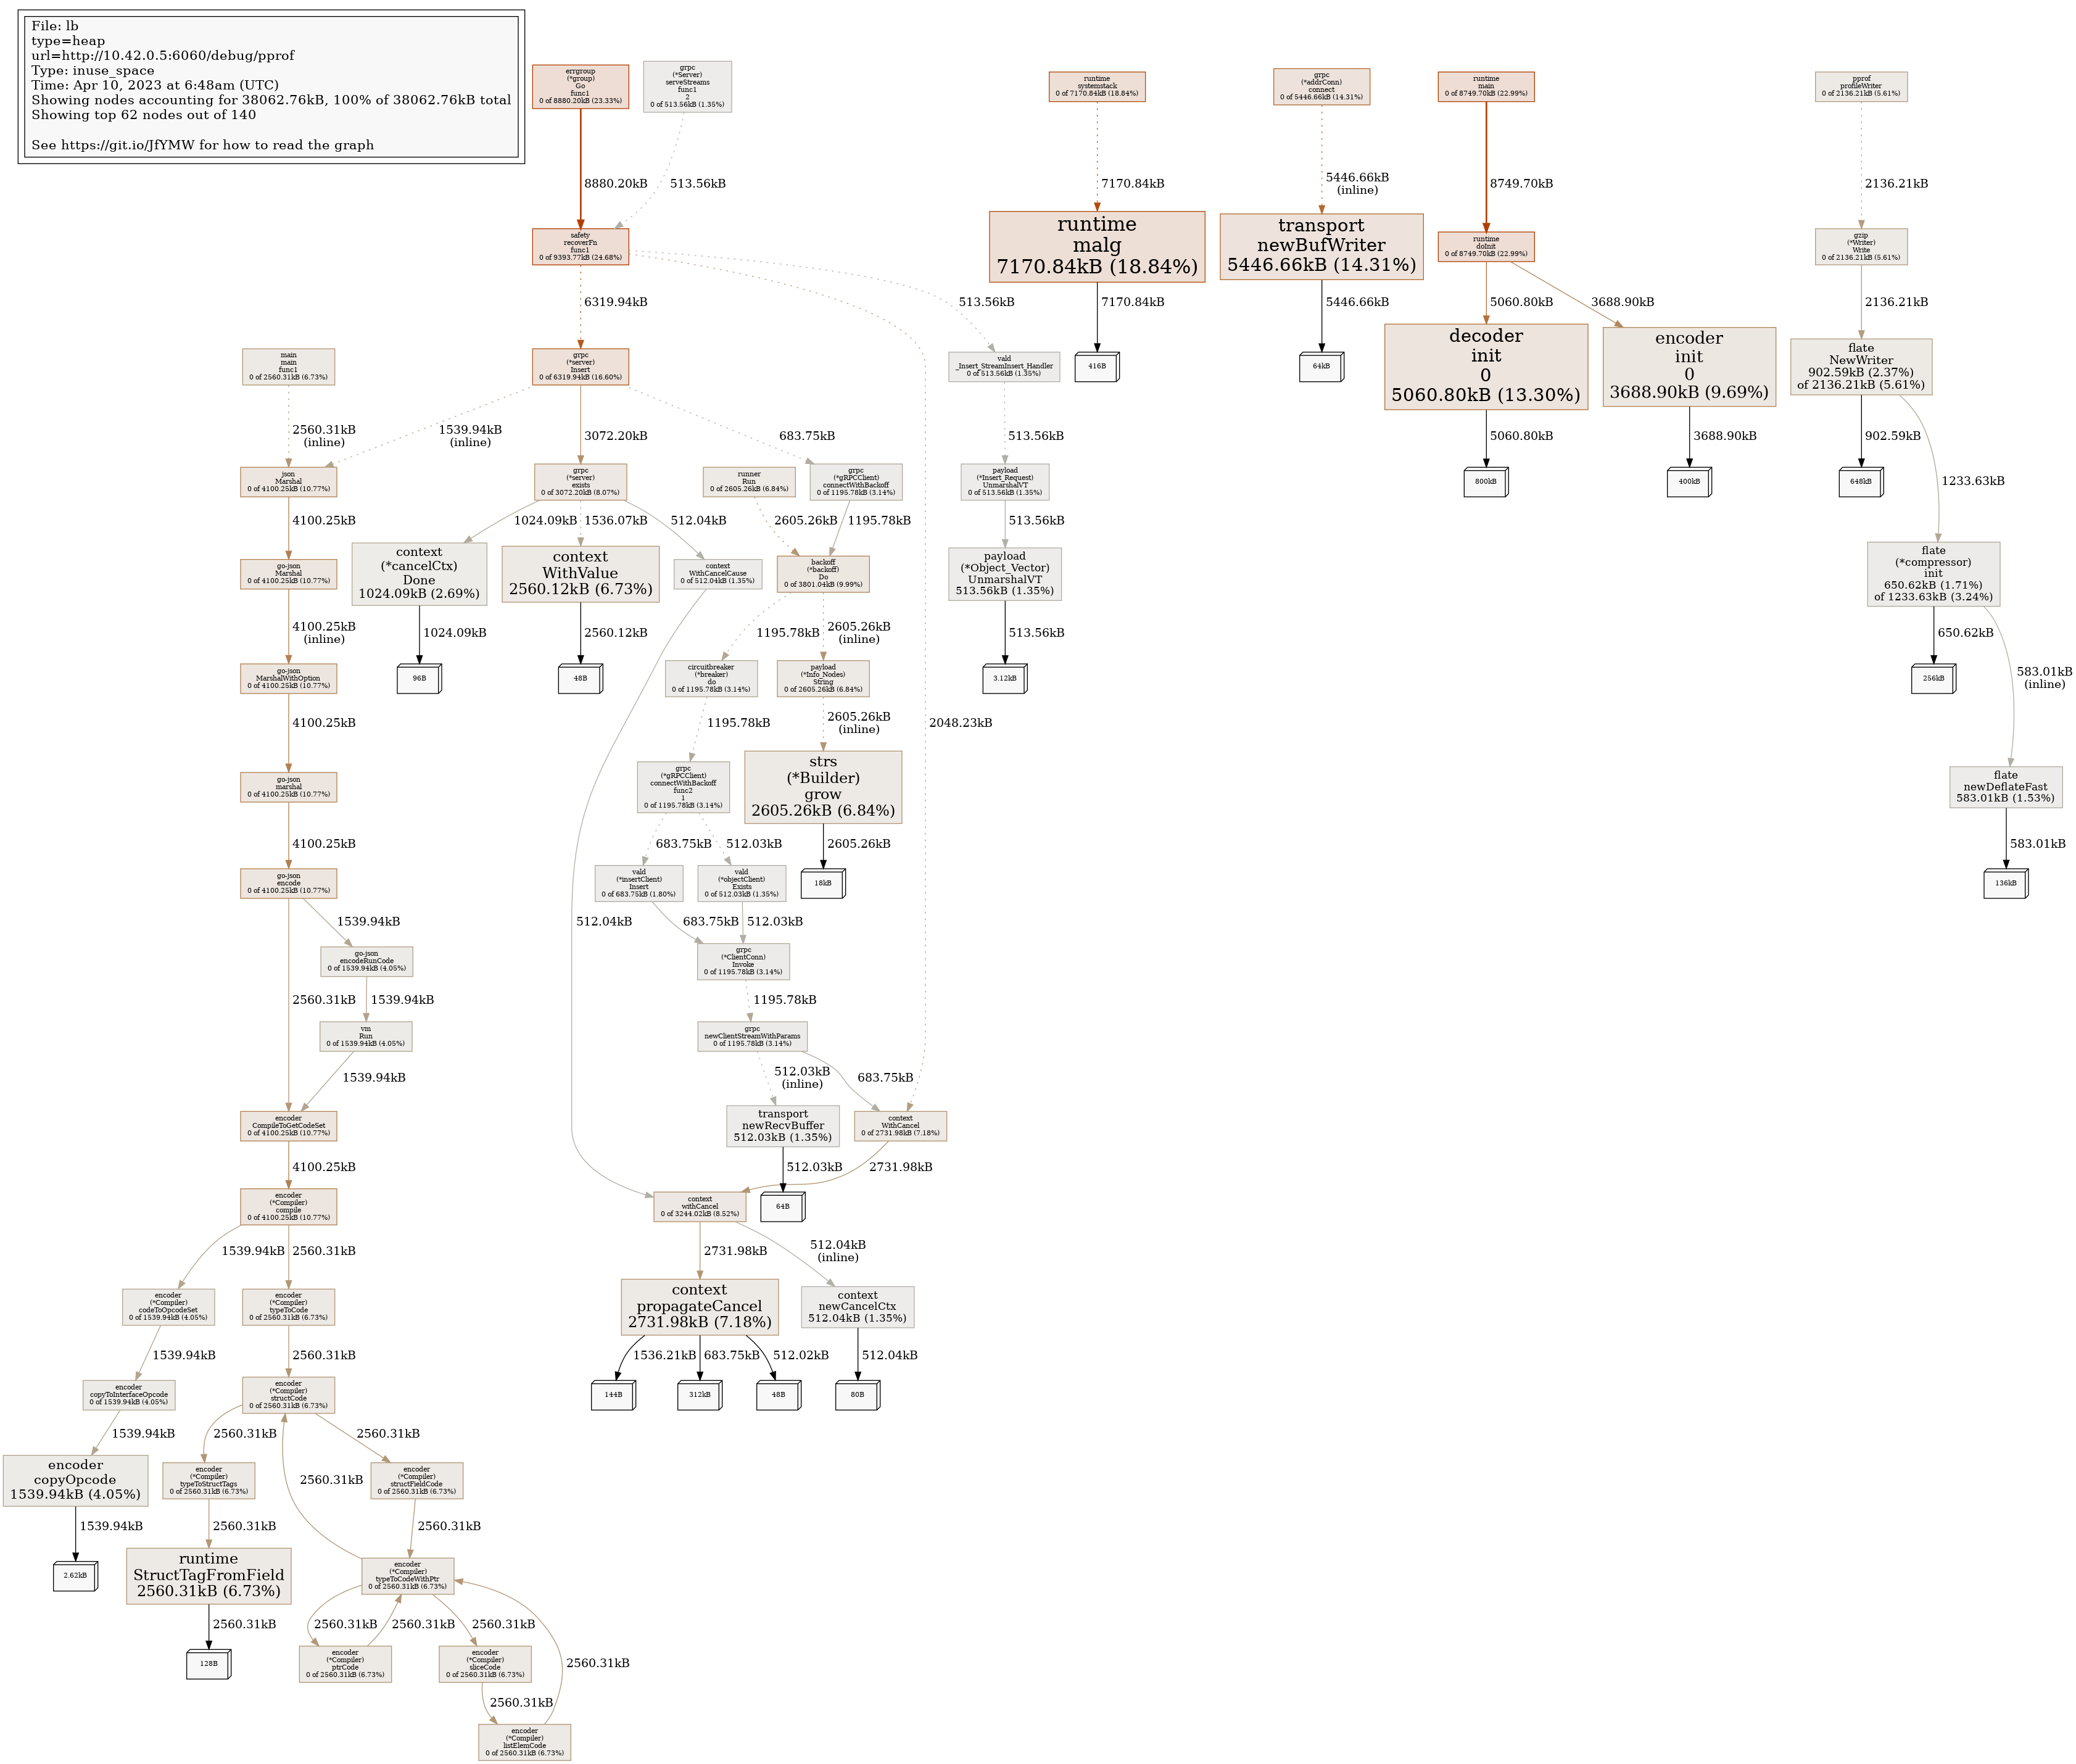 File: lb
type=heap
url=http://10.42.0.5:6060/debug/pprof
Type: inuse_space
Time: Apr 10, 2023 at 6:48am (UTC)
Showing nodes accounting for 38062.76kB, 100% of 38062.76kB total
Showing top 62 nodes out of 140
See https://git.io/JfYMW for how to read the graph
errgroup
(*group)
Go
func1
0 of 8880.20kB (23.33%)
grpc
(*Server)
serveStreams
func1
2
0 of 513.56kB (1.35%)
runtime
systemstack
0 of 7170.84kB (18.84%)
grpc
(*addrConn)
connect
0 of 5446.66kB (14.31%)
runtime
main
0 of 8749.70kB (22.99%)
pprof
profileWriter
0 of 2136.21kB (5.61%)
8880.20kB
513.56kB
7170.84kB
5446.66kB
(inline)
8749.70kB
2136.21kB
safety
recoverFn
func1
0 of 9393.77kB (24.68%)
runtime
malg
7170.84kB (18.84%)
transport
newBufWriter
5446.66kB (14.31%)
runtime
doInit
0 of 8749.70kB (22.99%)
gzip
(*Writer)
Write
0 of 2136.21kB (5.61%)
6319.94kB
513.56kB
7170.84kB
5446.66kB
5060.80kB
3688.90kB
2136.21kB
main
main
func1
0 of 2560.31kB (6.73%)
grpc
(*server)
Insert
0 of 6319.94kB (16.60%)
vald
_Insert_StreamInsert_Handler
0 of 513.56kB (1.35%)
416B
64kB
decoder
init
0
5060.80kB (13.30%)
encoder
init
0
3688.90kB (9.69%)
flate
NewWriter
902.59kB (2.37%)
of 2136.21kB (5.61%)
2560.31kB
(inline)
1539.94kB
(inline)
3072.20kB
683.75kB
513.56kB
5060.80kB
3688.90kB
902.59kB
1233.63kB
json
Marshal
0 of 4100.25kB (10.77%)
grpc
(*server)
exists
0 of 3072.20kB (8.07%)
runner
Run
0 of 2605.26kB (6.84%)
grpc
(*gRPCClient)
connectWithBackoff
0 of 1195.78kB (3.14%)
payload
(*Insert_Request)
UnmarshalVT
0 of 513.56kB (1.35%)
800kB
400kB
648kB
4100.25kB
1024.09kB
1536.07kB
512.04kB
2605.26kB
1195.78kB
513.56kB
go-json
Marshal
0 of 4100.25kB (10.77%)
context
(*cancelCtx)
Done
1024.09kB (2.69%)
context
WithValue
2560.12kB (6.73%)
context
WithCancelCause
0 of 512.04kB (1.35%)
backoff
(*backoff)
Do
0 of 3801.04kB (9.99%)
payload
(*Object_Vector)
UnmarshalVT
513.56kB (1.35%)
flate
(*compressor)
init
650.62kB (1.71%)
of 1233.63kB (3.24%)
4100.25kB
(inline)
1024.09kB
2560.12kB
1195.78kB
2605.26kB
(inline)
513.56kB
650.62kB
583.01kB
(inline)
go-json
MarshalWithOption
0 of 4100.25kB (10.77%)
96B
48B
circuitbreaker
(*breaker)
do
0 of 1195.78kB (3.14%)
payload
(*Info_Nodes)
String
0 of 2605.26kB (6.84%)
3.12kB
256kB
4100.25kB
1195.78kB
2605.26kB
(inline)
2048.23kB
go-json
marshal
0 of 4100.25kB (10.77%)
grpc
(*gRPCClient)
connectWithBackoff
func2
1
0 of 1195.78kB (3.14%)
strs
(*Builder)
grow
2605.26kB (6.84%)
flate
newDeflateFast
583.01kB (1.53%)
4100.25kB
683.75kB
512.03kB
2605.26kB
583.01kB
go-json
encode
0 of 4100.25kB (10.77%)
vald
(*insertClient)
Insert
0 of 683.75kB (1.80%)
vald
(*objectClient)
Exists
0 of 512.03kB (1.35%)
18kB
136kB
1539.94kB
512.04kB
683.75kB
512.03kB
go-json
encodeRunCode
0 of 1539.94kB (4.05%)
grpc
(*ClientConn)
Invoke
0 of 1195.78kB (3.14%)
2560.31kB
1539.94kB
1195.78kB
vm
Run
0 of 1539.94kB (4.05%)
grpc
newClientStreamWithParams
0 of 1195.78kB (3.14%)
1539.94kB
512.03kB
(inline)
683.75kB
encoder
CompileToGetCodeSet
0 of 4100.25kB (10.77%)
transport
newRecvBuffer
512.03kB (1.35%)
context
WithCancel
0 of 2731.98kB (7.18%)
4100.25kB
512.03kB
2731.98kB
encoder
(*Compiler)
compile
0 of 4100.25kB (10.77%)
context
withCancel
0 of 3244.02kB (8.52%)
64B
1539.94kB
2560.31kB
2731.98kB
512.04kB
(inline)
encoder
(*Compiler)
codeToOpcodeSet
0 of 1539.94kB (4.05%)
encoder
(*Compiler)
typeToCode
0 of 2560.31kB (6.73%)
context
propagateCancel
2731.98kB (7.18%)
context
newCancelCtx
512.04kB (1.35%)
1539.94kB
2560.31kB
1536.21kB
683.75kB
512.02kB
512.04kB
encoder
copyToInterfaceOpcode
0 of 1539.94kB (4.05%)
encoder
(*Compiler)
structCode
0 of 2560.31kB (6.73%)
144B
312kB
48B
80B
1539.94kB
2560.31kB
2560.31kB
encoder
copyOpcode
1539.94kB (4.05%)
encoder
(*Compiler)
typeToStructTags
0 of 2560.31kB (6.73%)
2560.31kB
encoder
(*Compiler)
structFieldCode
0 of 2560.31kB (6.73%)
1539.94kB
2560.31kB
2560.31kB
2.62kB
runtime
StructTagFromField
2560.31kB (6.73%)
encoder
(*Compiler)
typeToCodeWithPtr
0 of 2560.31kB (6.73%)
2560.31kB
2560.31kB
2560.31kB
2560.31kB
128B
encoder
(*Compiler)
ptrCode
0 of 2560.31kB (6.73%)
encoder
(*Compiler)
sliceCode
0 of 2560.31kB (6.73%)
2560.31kB
2560.31kB
encoder
(*Compiler)
listElemCode
0 of 2560.31kB (6.73%)